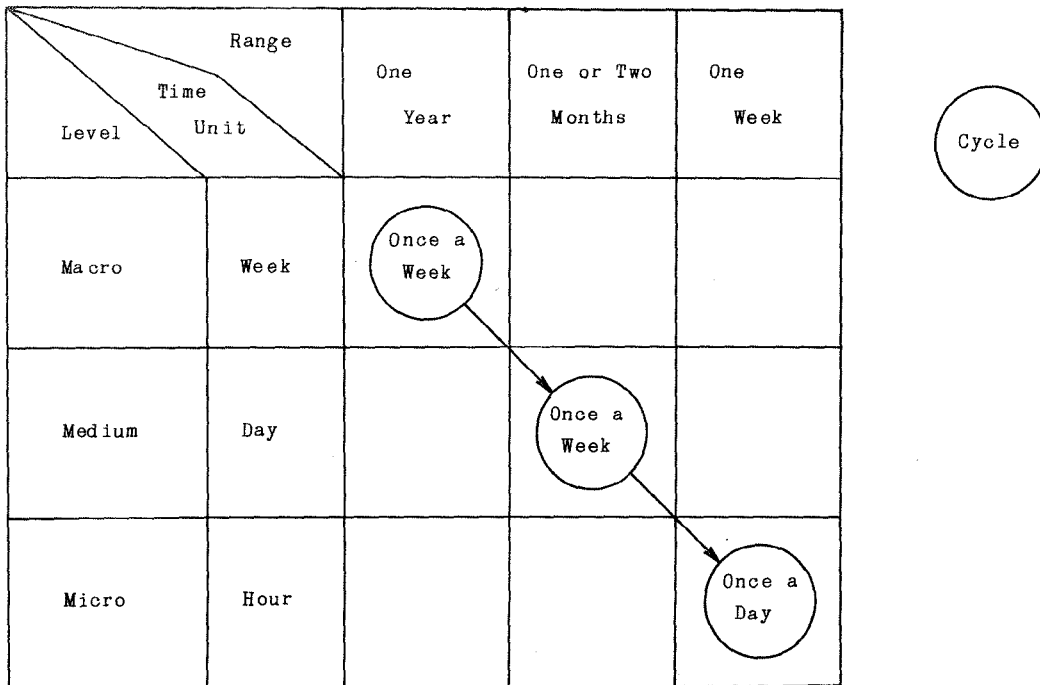 Range
Time
Unit
Level
One
Year
One or Two
Months
One
Week
Cycle
Macro
Week
Once a
Week
Medium
Day
Once a
Week
Micro
Hour
Once a
Day